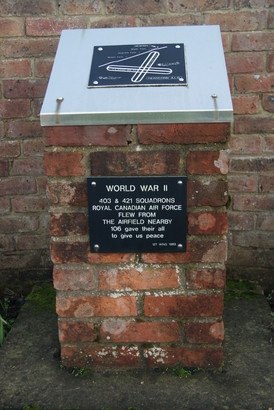 WORLD WAR II
403 & 421 SQUADRONS
ROYAL CANADIAN AIR FORCE
FLEW FROM
THE AIRFIELD NEARBY
106 gave their all
to give us peace